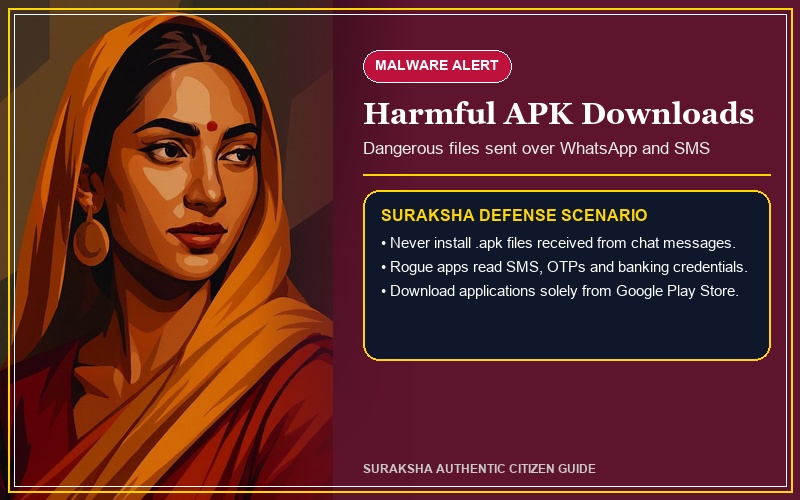 MALWARE ALERT
Harmful APK Downloads
Dangerous files sent over WhatsApp and SMS
SURAKSHA DEFENSE SCENARIO
• Never install .apk files received from chat messages.
• Rogue apps read SMS, OTPs and banking credentials.
• Download applications solely from Google Play Store.
SURAKSHA AUTHENTIC CITIZEN GUIDE